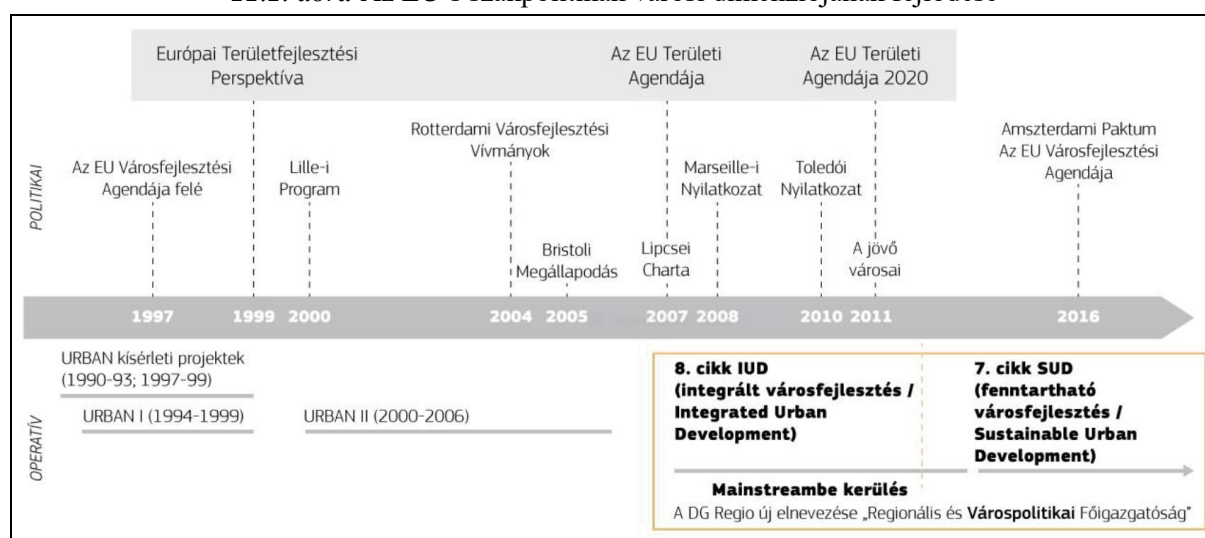 Európai Területfejlesztési
Perspektíva
Az EU Területi
Agendája
Az EU Területi
Agendája 2020
POLITIKAI
Az EU Városfejlesztési
Agendája felé
Lille-i
Program
Rotterdami Városfejlesztési
Vívmányok
Bristoli
Megállapodás
Lipcsei
Charta
Marseille-i
Nyilatkozat
Toledói
Nyilatkozat
A jövő
városai
Amszterdami Paktum
Az EU Városfejlesztési
Agendája
1997 1999 2000 2004 2005 2007 2008 2010 2011 2016
OPERATÍV
URBAN kísérleti projektek
(1990-93; 1997-99)
URBAN I (1994-1999)
URBAN II (2000-2006)
8. cikk IUD
(integrált városfejlesztés /
Integrated Urban
Development)
7. cikk SUD
(fenntartható
városfejlesztés /
Sustainable Urban
Development)
Mainstreambe kerülés
A DG Regio új elnevezése „Regionális és Várospolitikai Főigazgatóság”